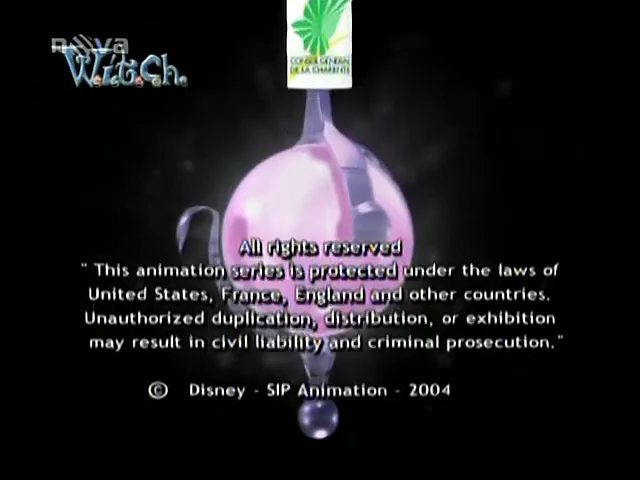 nova
W.i.t.c.h.
CONSEIL GENERAL
DE LA CHARENTE
All rights reserved
" This animation series is protected under the laws of
United States, France, England and other countries.
Unauthorized duplication, distribution, or exhibition
may result in civil liability and criminal prosecution."
© Disney - SIP Animation - 2004